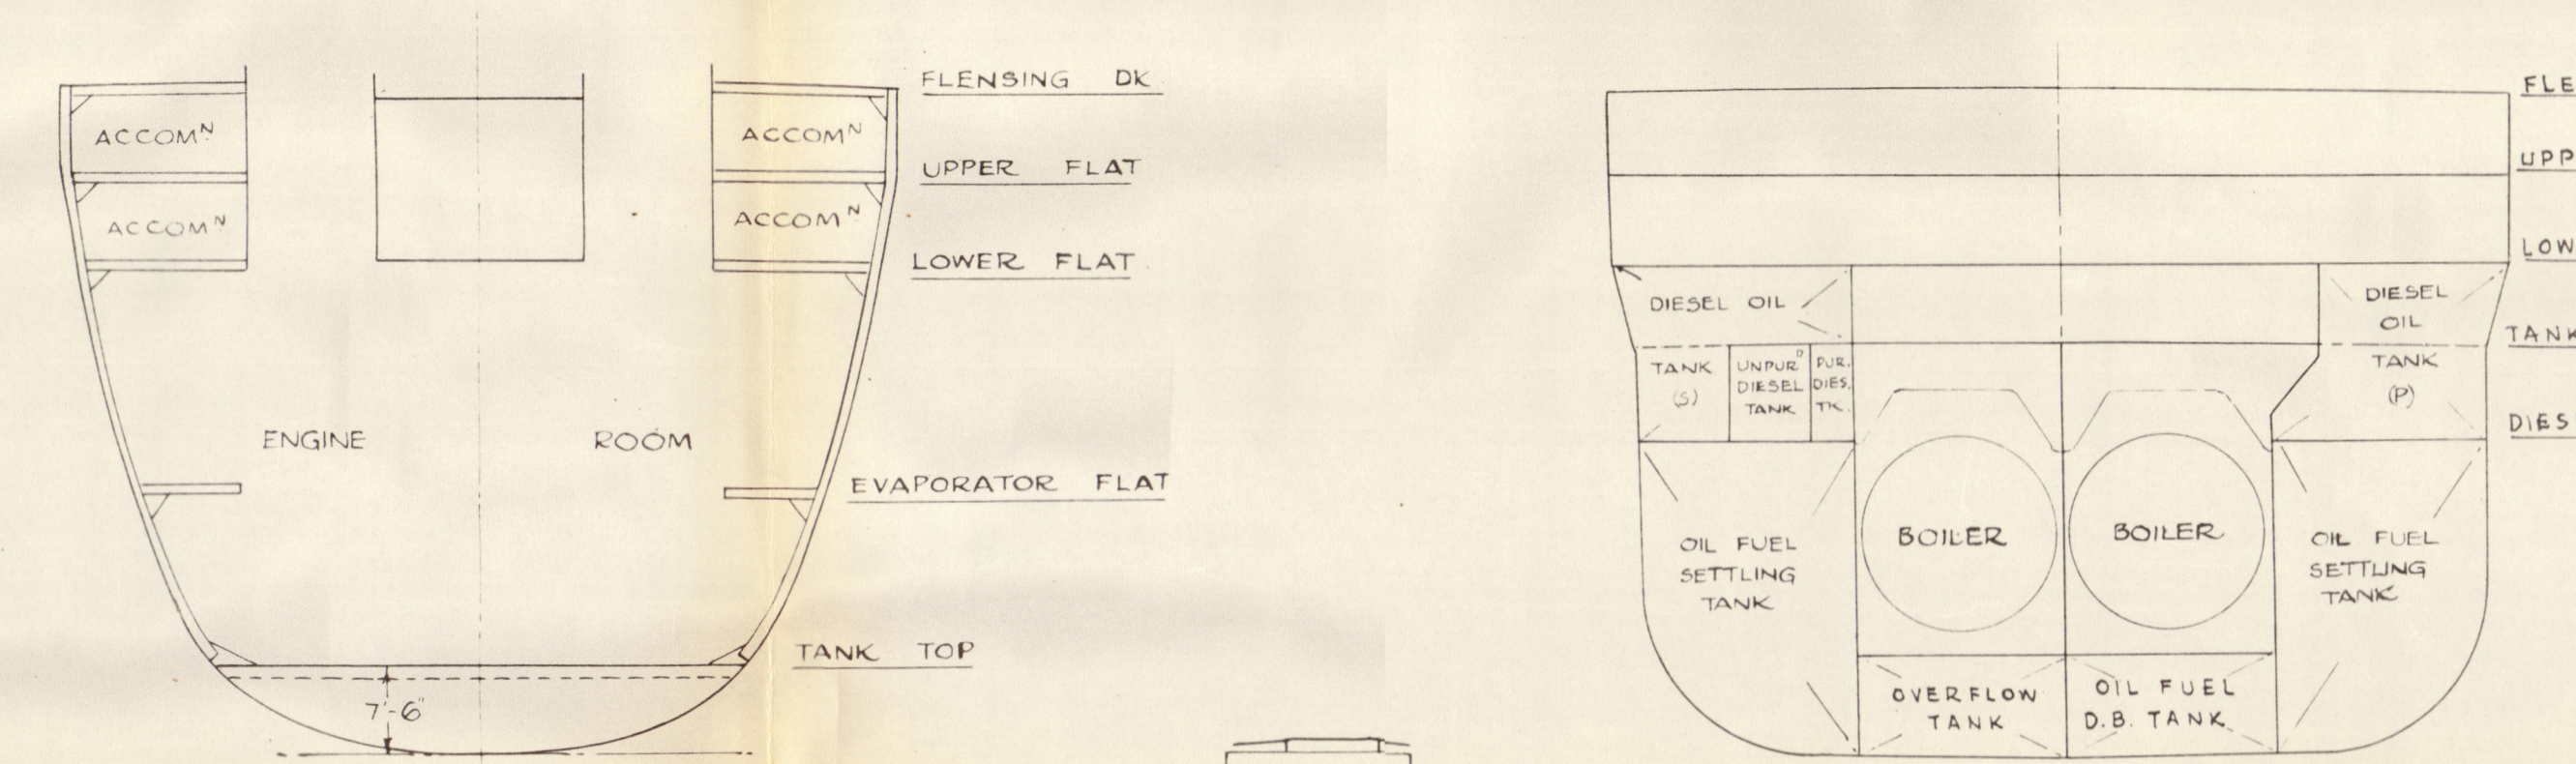 FLENSING DK
ACCOMᴺ
ACCOMᴺ
UPPER FLAT
ACCOMᴺ
ACCOMᴺ
LOWER FLAT
ENGINE ROOM
EVAPORATOR FLAT
TANK TOP
7'-6"
FLE
UPP
LOW
DIESEL OIL
DIESEL
OIL
TANK
TANK
(S)
UNPURᴰ
DIESEL
TANK
PUR.
DIES.
TK.
TANK
(P)
DIES
OIL FUEL
SETTLING
TANK
BOILER
BOILER
OIL FUEL
SETTLING
TANK
OVERFLOW
TANK
OIL FUEL
D.B. TANK